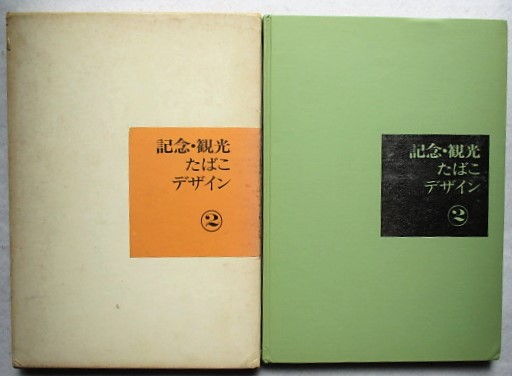 記念・観光
たばこ
デザイン
②
記念・観光
たばこ
デザイン
②